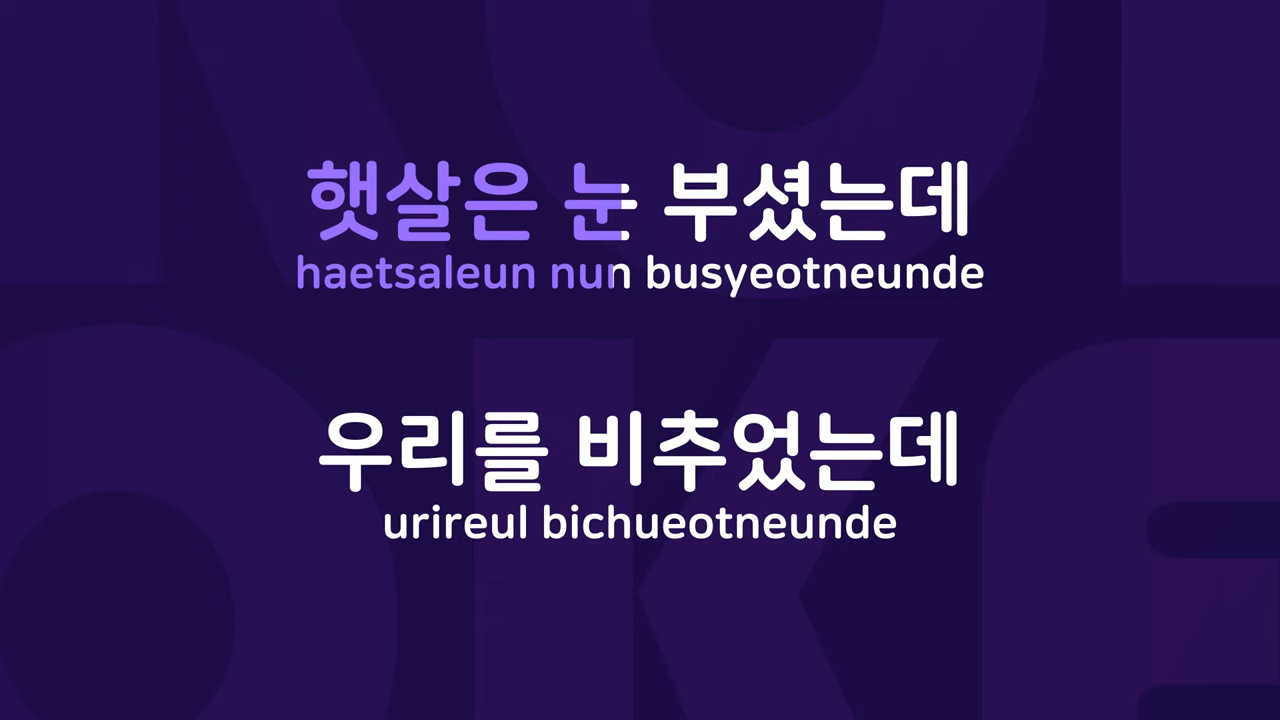 햇살은 눈 부셨는데
haetsaleun nun busyeotneunde
우리를 비추었는데
urireul bichueotneunde